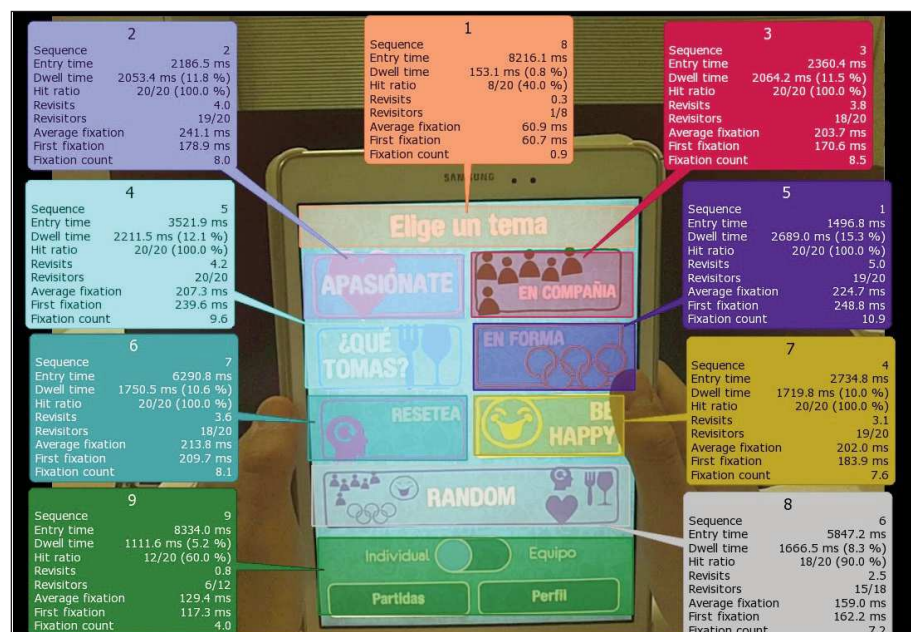 2
Sequence 2
Entry time 2186.5 ms
Dwell time 2053.4 ms (11.8 %)
Hit ratio 20/20 (100.0 %)
Revisits 4.0
Revisitors 19/20
Average fixation 241.1 ms
First fixation 178.9 ms
Fixation count 8.0
1
Sequence 8
Entry time 8216.1 ms
Dwell time 153.1 ms (0.8 %)
Hit ratio 8/20 (40.0 %)
Revisits 0.3
Revisitors 1/8
Average fixation 60.9 ms
First fixation 60.7 ms
Fixation count 0.9
3
Sequence 3
Entry time 2360.4 ms
Dwell time 2064.2 ms (11.5 %)
Hit ratio 20/20 (100.0 %)
Revisits 3.8
Revisitors 18/20
Average fixation 203.7 ms
First fixation 170.6 ms
Fixation count 8.5
4
Sequence 5
Entry time 3521.9 ms
Dwell time 2211.5 ms (12.1 %)
Hit ratio 20/20 (100.0 %)
Revisits 4.2
Revisitors 20/20
Average fixation 207.3 ms
First fixation 239.6 ms
Fixation count 9.6
5
Sequence 1
Entry time 1496.8 ms
Dwell time 2689.0 ms (15.3 %)
Hit ratio 20/20 (100.0 %)
Revisits 5.0
Revisitors 19/20
Average fixation 224.7 ms
First fixation 248.8 ms
Fixation count 10.9
6
Sequence 7
Entry time 6290.8 ms
Dwell time 1750.5 ms (10.6 %)
Hit ratio 20/20 (100.0 %)
Revisits 3.6
Revisitors 18/20
Average fixation 213.8 ms
First fixation 209.7 ms
Fixation count 8.1
7
Sequence 4
Entry time 2734.8 ms
Dwell time 1719.8 ms (10.0 %)
Hit ratio 20/20 (100.0 %)
Revisits 3.1
Revisitors 19/20
Average fixation 202.0 ms
First fixation 183.9 ms
Fixation count 7.6
9
Sequence 9
Entry time 8334.0 ms
Dwell time 1111.6 ms (5.2 %)
Hit ratio 12/20 (60.0 %)
Revisits 0.8
Revisitors 6/12
Average fixation 129.4 ms
First fixation 117.3 ms
Fixation count 4.0
8
Sequence 6
Entry time 5847.2 ms
Dwell time 1666.5 ms (8.3 %)
Hit ratio 18/20 (90.0 %)
Revisits 2.5
Revisitors 15/18
Average fixation 159.0 ms
First fixation 162.2 ms
Fixation count 7.2
SAMSUNG
Elige un tema
APASIÓNATE
EN COMPAÑIA
¿QUÉ
TOMAS?
EN FORMA
RESETEA
BE
HAPPY
RANDOM
Individual Equipo
Partidas Perfil